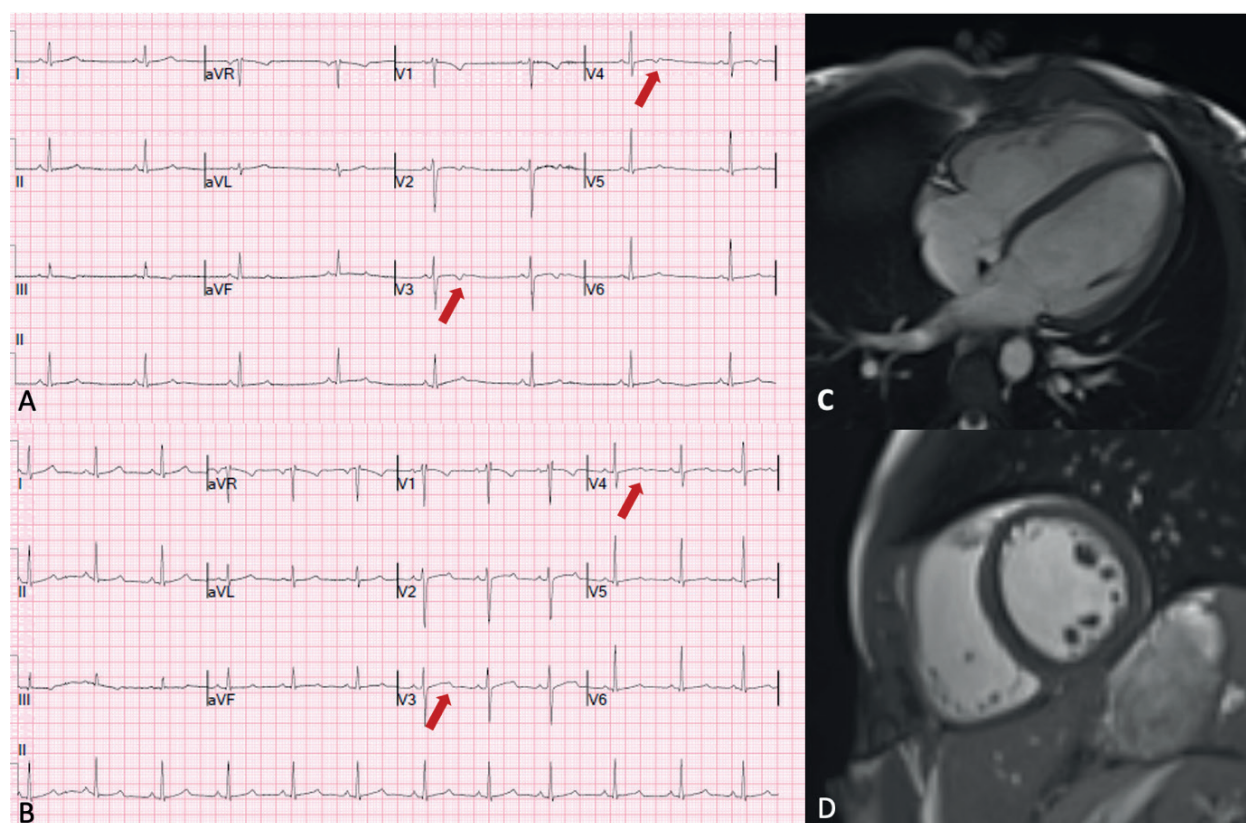 I aVR V1 V4
II aVL V2 V5
III aVF V3 V6
II
A
I aVR V1 V4
II aVL V2 V5
III aVF V3 V6
II
B
C
D